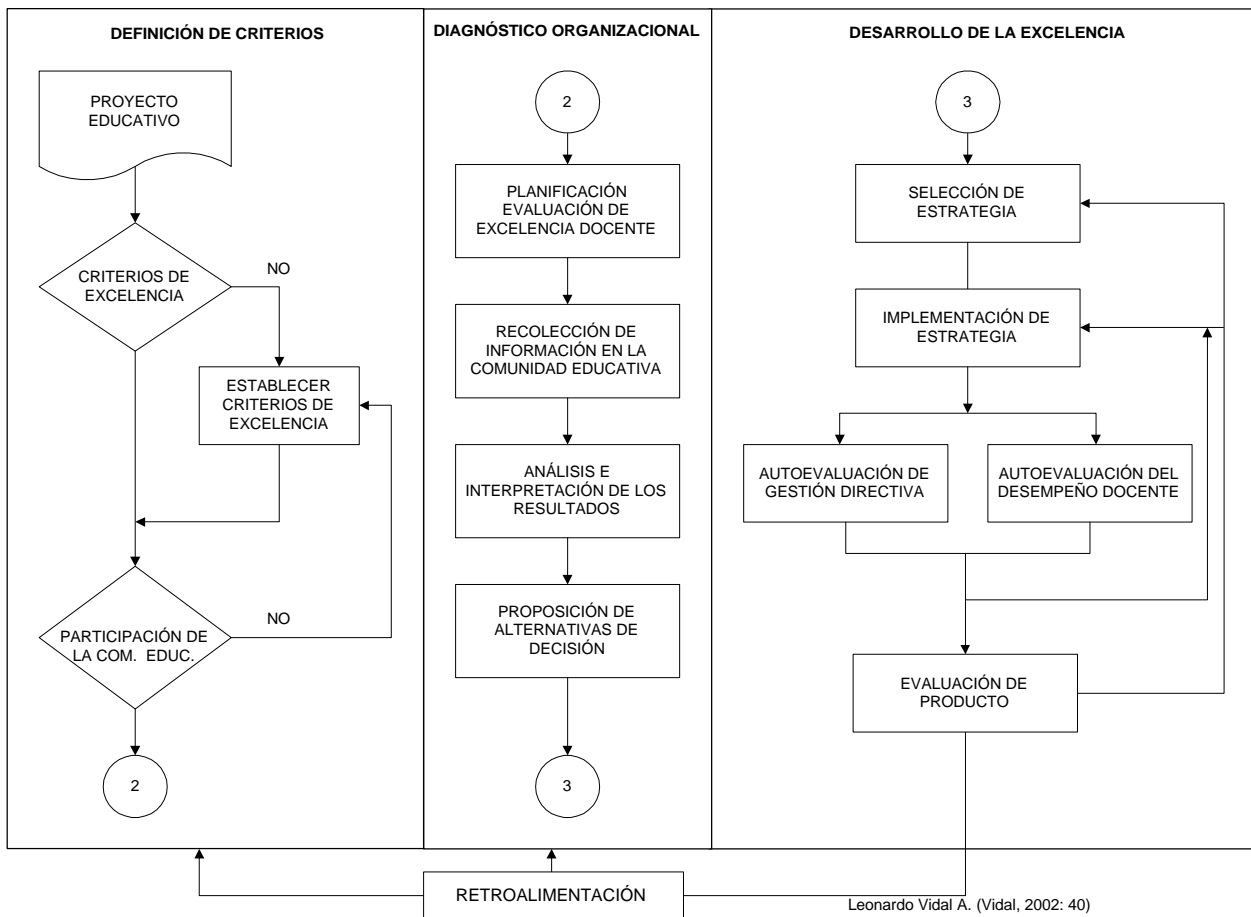 DEFINICIÓN DE CRITERIOS
PROYECTO
EDUCATIVO
CRITERIOS DE
EXCELENCIA
NO
ESTABLECER
CRITERIOS DE
EXCELENCIA
PARTICIPACIÓN DE
LA COM. EDUC.
NO
2
DIAGNÓSTICO ORGANIZACIONAL
2
PLANIFICACIÓN
EVALUACIÓN DE
EXCELENCIA DOCENTE
RECOLECCIÓN DE
INFORMACIÓN EN LA
COMUNIDAD EDUCATIVA
ANÁLISIS E
INTERPRETACIÓN DE LOS
RESULTADOS
PROPOSICIÓN DE
ALTERNATIVAS DE
DECISIÓN
3
DESARROLLO DE LA EXCELENCIA
3
SELECCIÓN DE
ESTRATEGIA
IMPLEMENTACIÓN DE
ESTRATEGIA
AUTOEVALUACIÓN DE
GESTIÓN DIRECTIVA
AUTOEVALUACIÓN DEL
DESEMPEÑO DOCENTE
EVALUACIÓN DE
PRODUCTO
RETROALIMENTACIÓN
Leonardo Vidal A. (Vidal, 2002: 40)